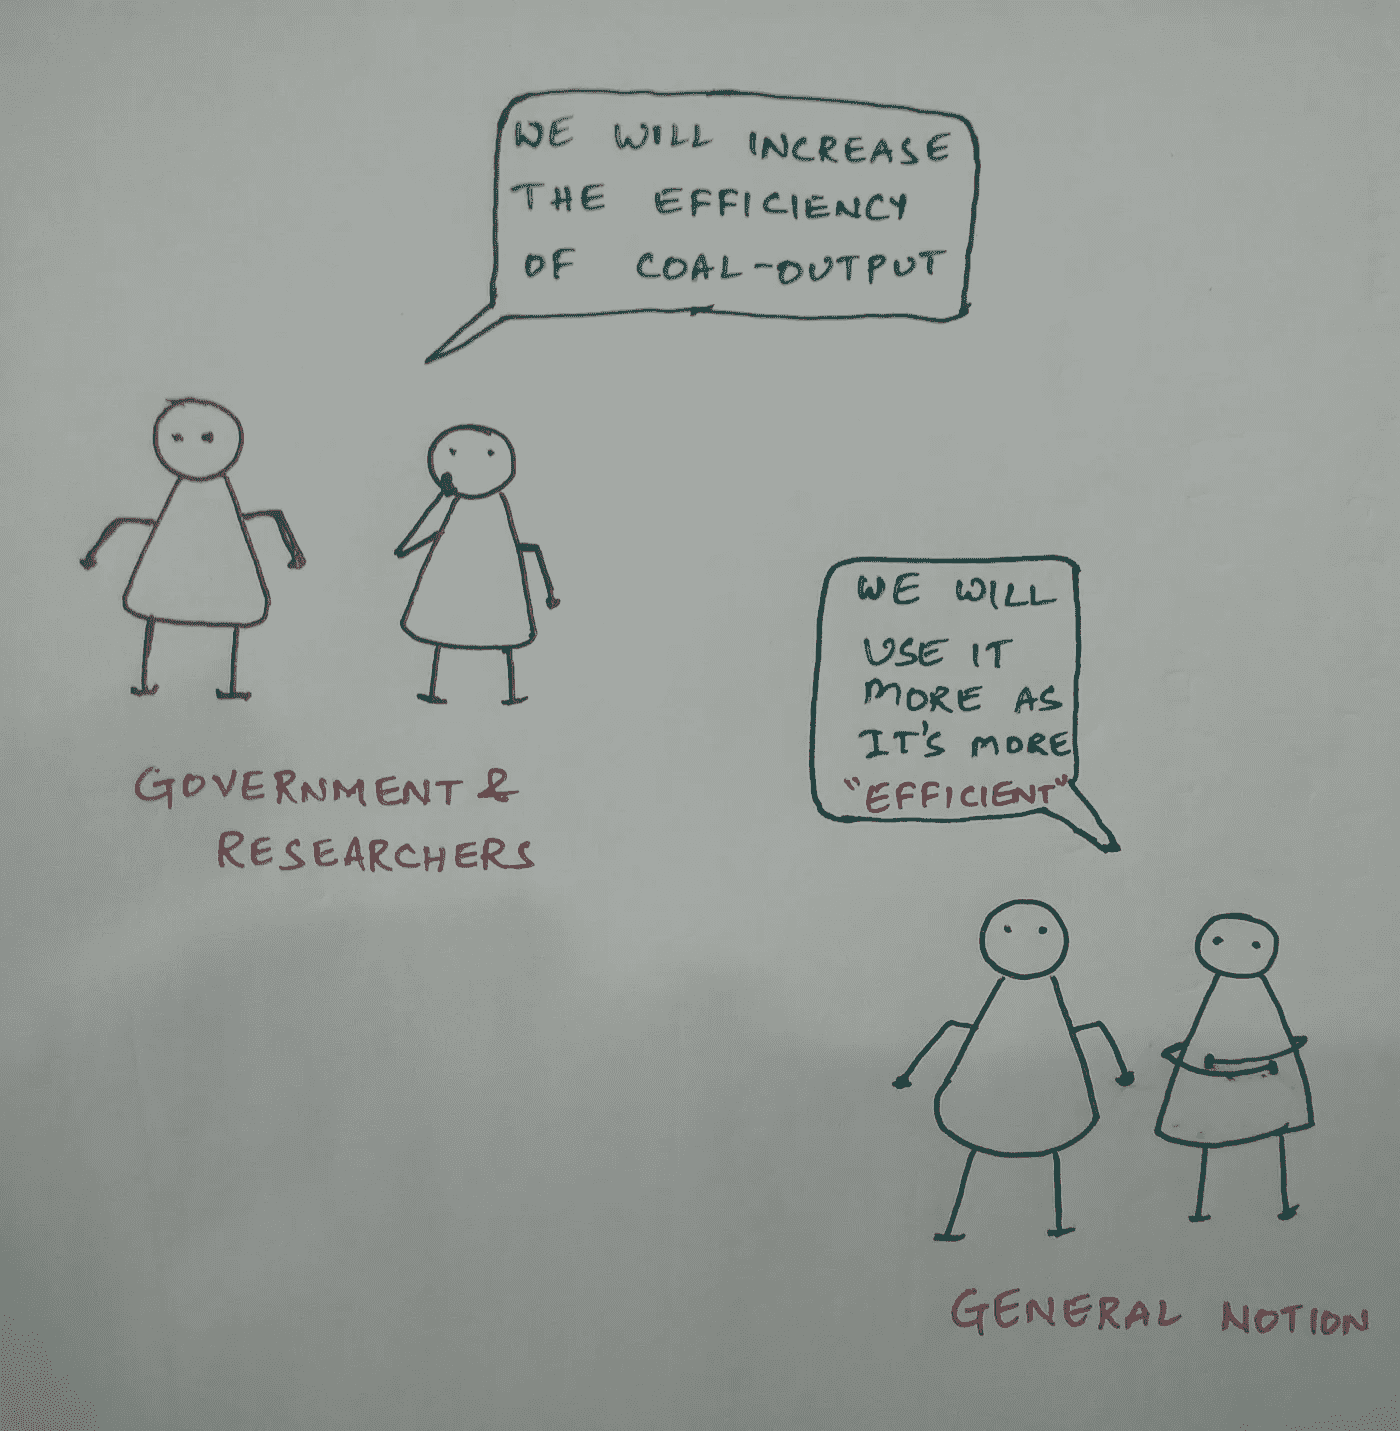 WE WILL INCREASE
THE EFFICIENCY
OF COAL-OUTPUT
GOVERNMENT &
RESEARCHERS
WE WILL
USE IT
MORE AS
IT'S MORE
"EFFICIENT"
GENERAL NOTION